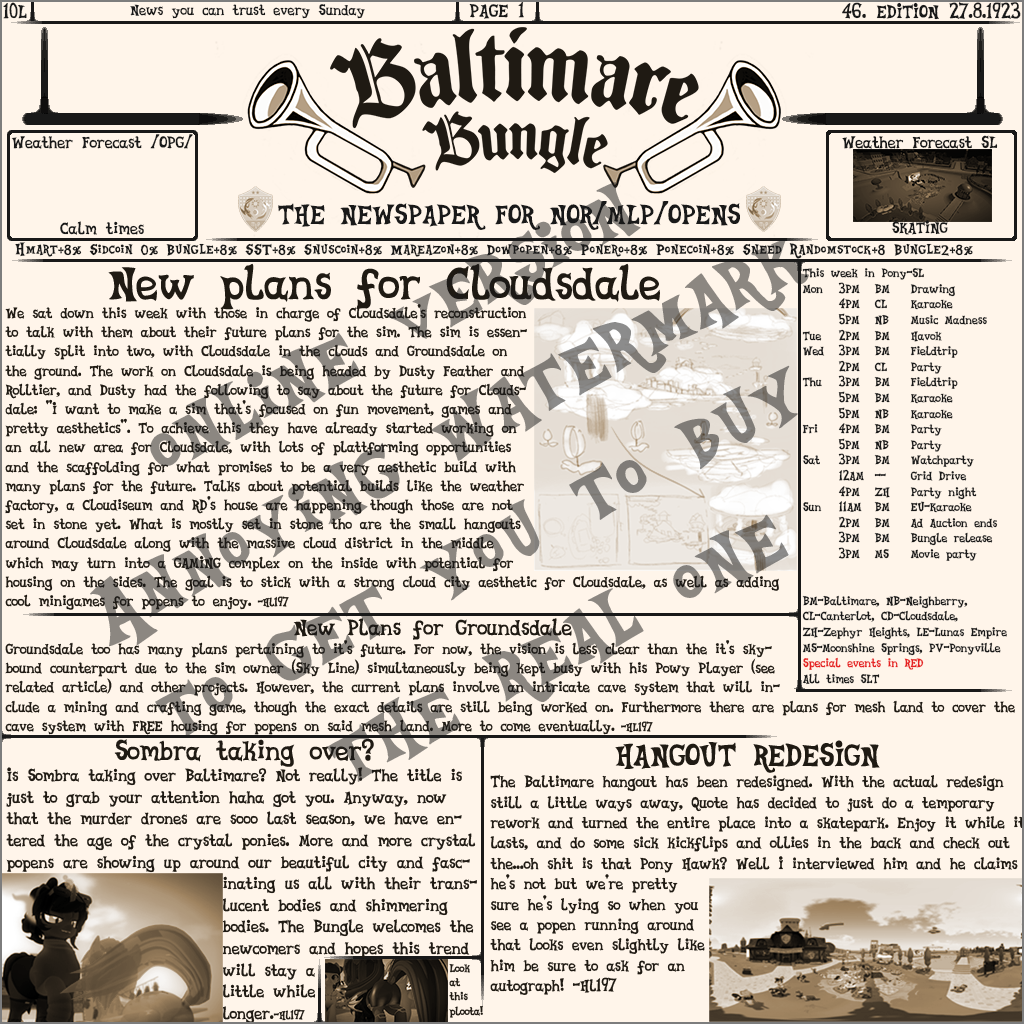 10L
News you can trust every Sunday
PAGE 1
46. EDITION 27.8.1923
Baltimare
Bungle
THE NEWSPAPER FOR NOR/MLP/OPENS
Weather Forecast /OPG/
Calm times
Weather Forecast SL
SKATING
HMART+8% SIDCOIN 0% BUNGLE+8% SST+8% SNUSCOIN+8% MAREAZON+8% DOWPOPEN+8% PONERO+8% PONECOIN+8% SNEED RANDOMSTOCK+8 BUNGLE2+8%
New plans for Cloudsdale
We sat down this week with those in charge of Cloudsdale's reconstruction
to talk with them about their future plans for the sim. The sim is essen-
tially split into two, with Cloudsdale in the clouds and Groundsdale on
the ground. The work on Cloudsdale is being headed by Dusty Feather and
Rolltier, and Dusty had the following to say about the future for Clouds-
dale: "i want to make a sim that's focused on fun movement, games and
pretty aesthetics". To achieve this they have already started working on
an all new area for Cloudsdale, with lots of plattforming opportunities
and the scaffolding for what promises to be a very aesthetic build with
many plans for the future. Talks about potential builds like the weather
factory, a Cloudiseum and RD's house are happening though those are not
set in stone yet. What is mostly set in stone tho are the small hangouts
around Cloudsdale along with the massive cloud district in the middle
which may turn into a GAMING complex on the inside with potential for
housing on the sides. The goal is to stick with a strong cloud city aesthetic for Cloudsdale, as well as adding
cool minigames for popens to enjoy. -HL197
This week in Pony-SL
Mon 3PM BM Drawing
4PM CL Karaoke
5PM NB Music Madness
Tue 2PM BM Havok
Wed 3PM BM Fieldtrip
2PM CL Party
Thu 3PM BM Fieldtrip
5PM BM Karaoke
5PM NB Karaoke
Fri 4PM BM Party
5PM NB Party
Sat 3PM BM Watchparty
12AM --- Grid Drive
4PM ZH Party night
Sun 11AM BM EU-Karaoke
2PM BM Ad Auction ends
3PM BM Bungle release
3PM MS Movie party
BM-Baltimare, NB-Neighberry,
CL-Canterlot, CD-Cloudsdale,
ZH-Zephyr Heights, LE-Lunas Empire
MS-Moonshine Springs, PV-Ponyville
Special events in RED
All times SLT
New Plans for Groundsdale
Groundsdale too has many plans pertaining to it's future. For now, the vision is less clear than the it's sky-
bound counterpart due to the sim owner (Sky Line) simultaneously being kept busy with his Powy Player (see
related article) and other projects. However, the current plans involve an intricate cave system that will in-
clude a mining and crafting game, though the exact details are still being worked on. Furthermore there are plans for mesh land to cover the
cave system with FREE housing for popens on said mesh land. More to come eventually. -HL197
Sombra taking over?
is Sombra taking over Baltimare? Not really! The title is
just to grab your attention haha got you. Anyway, now
that the murder drones are sooo last season, we have en-
tered the age of the crystal ponies. More and more crystal
popens are showing up around our beautiful city and fasc-
inating us all with their trans-
lucent bodies and shimmering
bodies. The Bungle welcomes the
newcomers and hopes this trend
will stay a
little while
longer.-HL197
Look
at
this
ploota!
HANGOUT REDESIGN
The Baltimare hangout has been redesigned. With the actual redesign
still a little ways away, Quote has decided to just do a temporary
rework and turned the entire place into a skatepark. Enjoy it while it
lasts, and do some sick kickflips and ollies in the back and check out
the...oh shit is that Pony Hawk? Well i interviewed him and he claims
he's not but we're pretty
sure he's lying so when you
see a popen running around
that looks even slightly like
him be sure to ask for an
autograph! -HL197
ONLINE VERSION
ANNOYING WATERMARK
TO GET YOU TO BUY
THE REAL ONE